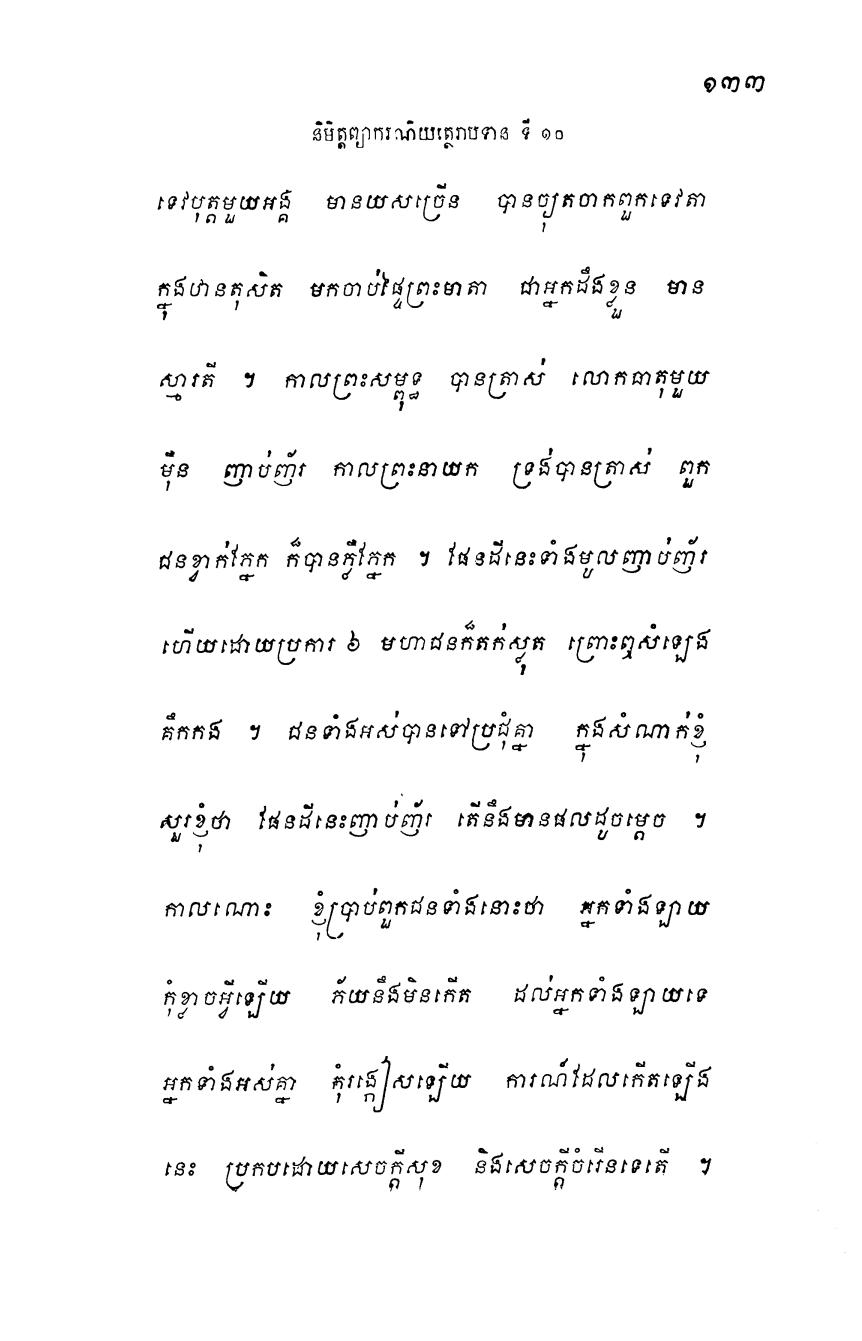 ១៣៣
និមិត្តព្យាករណិយត្ថេរាបទាន ទី ១០
ទេវបុត្តមួយអង្គ មានយសច្រើន បានច្យុតចាកពួកទេវតា
ក្នុងឋានតុសិត មកចាប់ផ្ទៃព្រះមាតា ជាអ្នកដឹងខ្លួន មាន
ស្មារតី ។ កាលព្រះសម្ពុទ្ធ បានត្រាស់ លោកធាតុមួយ
ម៉ឺន ញាប់ញ័រ កាលព្រះនាយក ទ្រង់បានត្រាស់ ពួក
ជនខ្វាក់ភ្នែក ក៏បានភ្លឺភ្នែក ។ ផែនដីនេះទាំងមូលញាប់ញ័រ
ហើយដោយប្រការ ៦ មហាជនក៏តក់ស្លុត ព្រោះឮសំឡេង
គឹកកង ។ ជនទាំងអស់បានទៅប្រជុំគ្នា ក្នុងសំណាក់ខ្ញុំ
សួរខ្ញុំថា ផែនដីនេះញាប់ញ័រ តើនឹងមានផលដូចម្តេច ។
កាលណោះ ខ្ញុំប្រាប់ពួកជនទាំងនោះថា អ្នកទាំងឡាយ
កុំខ្លាចអ្វីឡើយ ភ័យនឹងមិនកើត ដល់អ្នកទាំងឡាយទេ
អ្នកទាំងអស់គ្នា កុំរង្កៀសឡើយ ការណ៍ដែលកើតឡើង
នេះ ប្រកបដោយសេចក្តីសុខ និងសេចក្តីចំរើនទេតើ ។